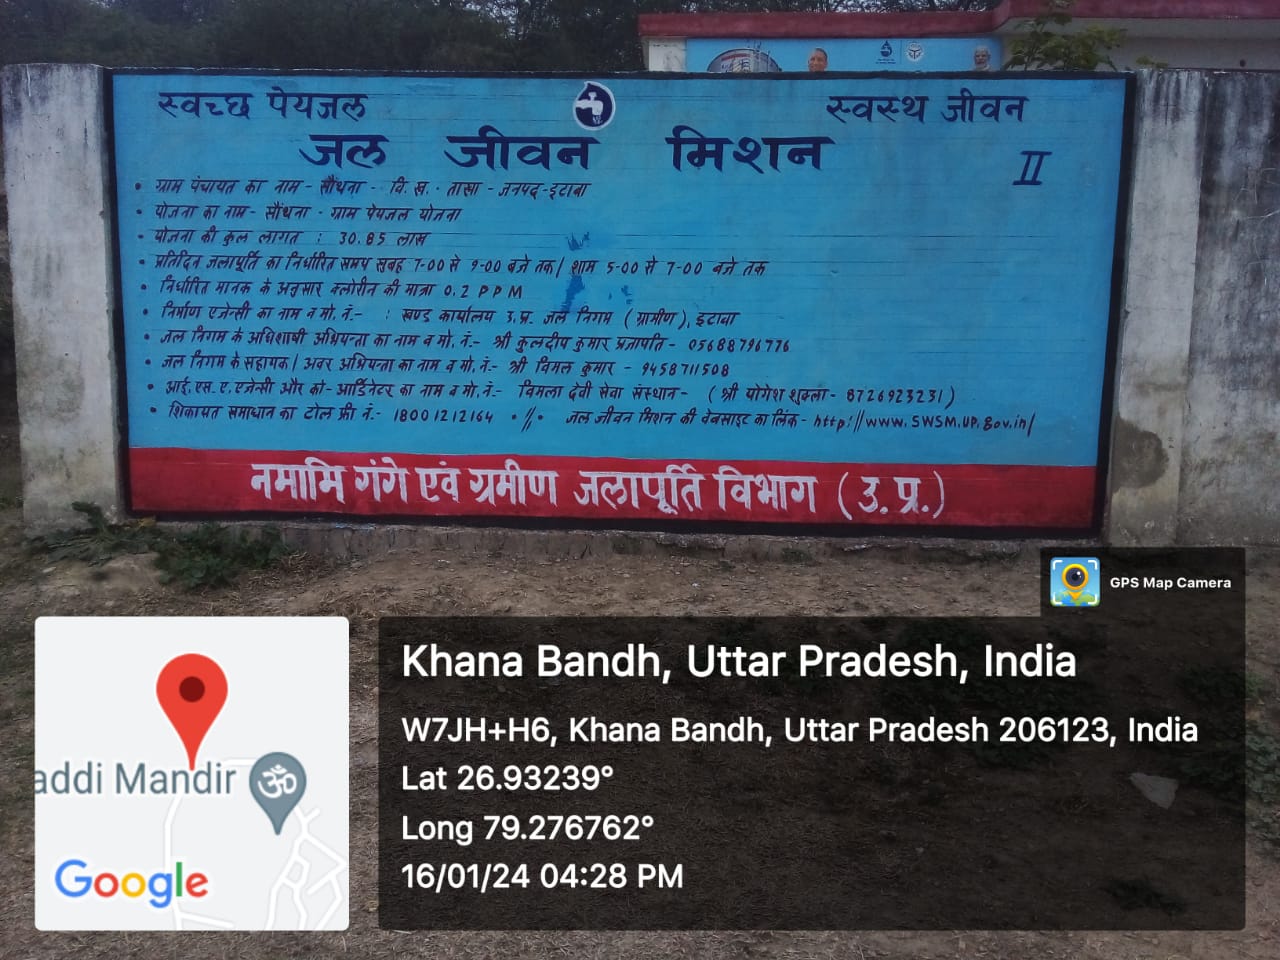 स्वच्छ पेयजल स्वस्थ जीवन
जल जीवन मिशन II
• ग्राम पंचायत का नाम- सौंथना - वि. ख. - ताखा - जनपद-इटावा
• योजना का नाम- सौंथना - ग्राम पेयजल योजना
• योजना की कुल लागत : 30.85 लाख
• प्रतिदिन जलापूर्ति का निर्धारित समय सुबह 7-00 से 9-00 बजे तक/ शाम 5-00 से 7-00 बजे तक
• निर्धारित मानक के अनुसार क्लोरीन की मात्रा 0.2 PPM
• निर्माण एजेन्सी का नाम व मो. नं.- : खण्ड कार्यालय उ.प्र. जल निगम (ग्रामीण), इटावा
• जल निगम के अधिशाषी अभियन्ता का नाम व मो. नं.- श्री कुलदीप कुमार प्रजापति - 05688796776
• जल निगम के सहायक/ अवर अभियन्ता का नाम व मो. नं.- श्री विमल कुमार - 9458711508
• आई. एस. ए. एजेन्सी और को- आर्डिनेटर का नाम व मो. नं.- विमला देवी सेवा संस्थान- (श्री योगेश शुक्ला- 8726923231)
• शिकायत समाधान का टोल फ्री नं.- 18001212164 •//• जल जीवन मिशन की वेबसाइट का लिंक- http://www.SWSM.UP.Gov.in/
नमामि गंगे एवं ग्रमीण जलापूर्ति विभाग (उ.प्र.)
GPS Map Camera
Khana Bandh, Uttar Pradesh, India
W7JH+H6, Khana Bandh, Uttar Pradesh 206123, India
Lat 26.93239°
Long 79.276762°
16/01/24 04:28 PM
addi Mandir
Google